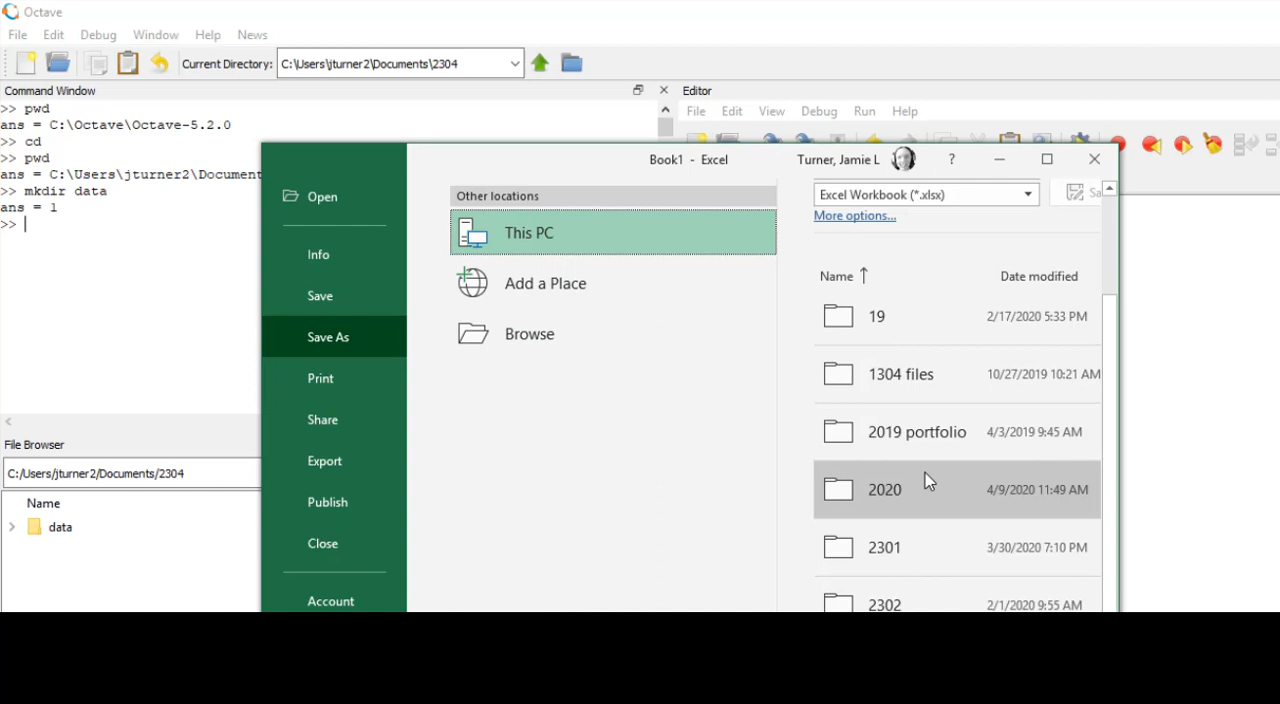 Octave
File Edit Debug Window Help News
Current Directory: C:\Users\jturner2\Documents\2304
Command Window
>> pwd
ans = C:\Octave\Octave-5.2.0
>> cd
>> pwd
ans = C:\Users\jturner2\Document
>> mkdir data
ans = 1
>>
File Browser
C:/Users/jturner2/Documents/2304
Name
data
Editor
File Edit View Debug Run Help
Book1 - Excel
Turner, Jamie L
?
Open
Info
Save
Save As
Print
Share
Export
Publish
Close
Account
Other locations
This PC
Add a Place
Browse
Excel Workbook (*.xlsx)
Sa
More options...
Name Date modified
19 2/17/2020 5:33 PM
1304 files 10/27/2019 10:21 AM
2019 portfolio 4/3/2019 9:45 AM
2020 4/9/2020 11:49 AM
2301 3/30/2020 7:10 PM
2302 2/1/2020 9:55 AM